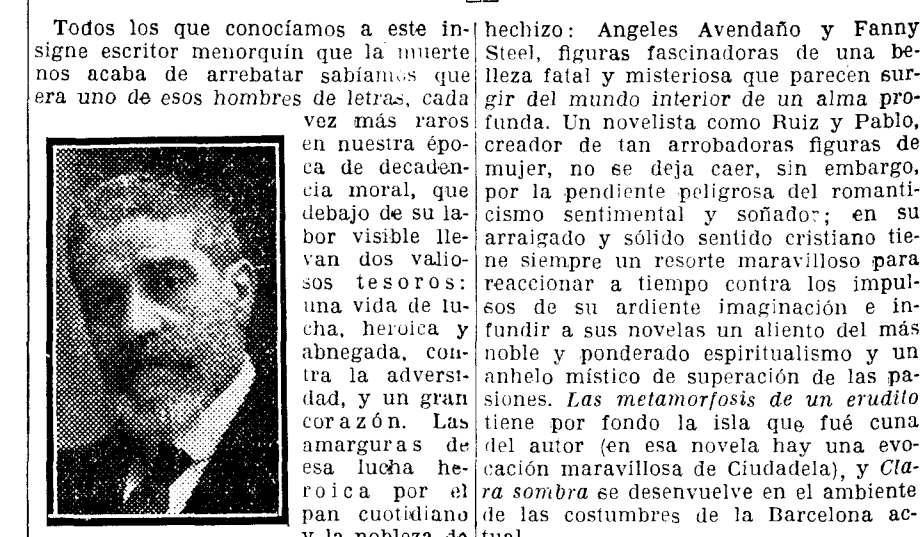 Todos los que conocíamos a este in-
signe escritor menorquín que la muerte
nos acaba de arrebatar sabíamos que
era uno de esos hombres de letras, cada
vez más raros
en nuestra épo-
ca de decaden-
cia moral, que
debajo de su la-
bor visible lle-
van dos valio-
sos tesoros:
una vida de lu-
cha, heroica y
abnegada, con-
tra la adversi-
dad, y un gran
corazón. Las
amarguras de
esa lucha he-
roica por el
pan cuotidiano
y la nobleza de
hechizo: Angeles Avendaño y Fanny
Steel, figuras fascinadoras de una be-
lleza fatal y misteriosa que parecen sur-
gir del mundo interior de un alma pro-
funda. Un novelista como Ruiz y Pablo,
creador de tan arrobadoras figuras de
mujer, no se deja caer, sin embargo,
por la pendiente peligrosa del romanti-
cismo sentimental y soñador; en su
arraigado y sólido sentido cristiano tie-
ne siempre un resorte maravilloso para
reaccionar a tiempo contra los impul-
sos de su ardiente imaginación e in-
fundir a sus novelas un aliento del más
noble y ponderado espiritualismo y un
anhelo místico de superación de las pa-
siones. Las metamorfosis de un erudito
tiene por fondo la isla que fué cuna
del autor (en esa novela hay una evo-
cación maravillosa de Ciudadela), y Cla-
ra sombra se desenvuelve en el ambiente
de las costumbres de la Barcelona ac-
tual